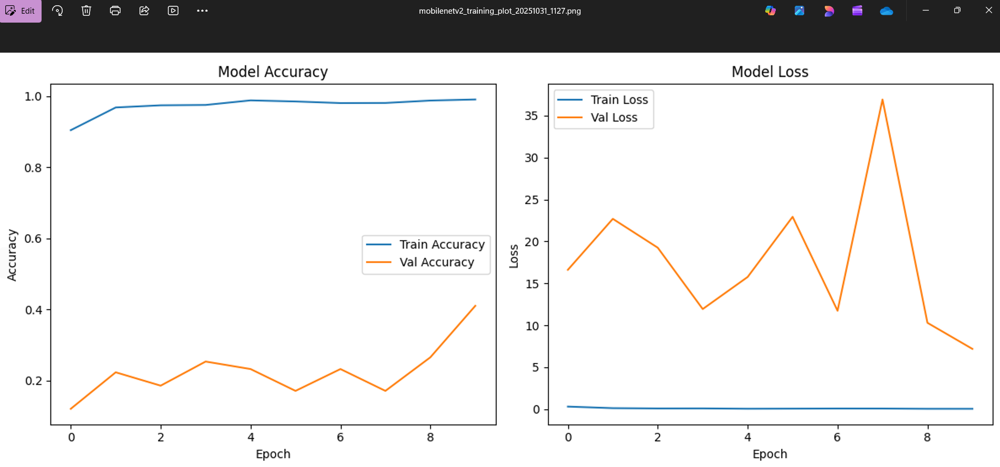 Edit
mobilenetv2_training_plot_20251031_1127.png
Model Accuracy
1.0
0.8
0.6
0.4
0.2
Accuracy
Train Accuracy
Val Accuracy
0 2 4 6 8
Epoch
Model Loss
Train Loss
Val Loss
35
30
25
20
15
10
5
0
Loss
0 2 4 6 8
Epoch